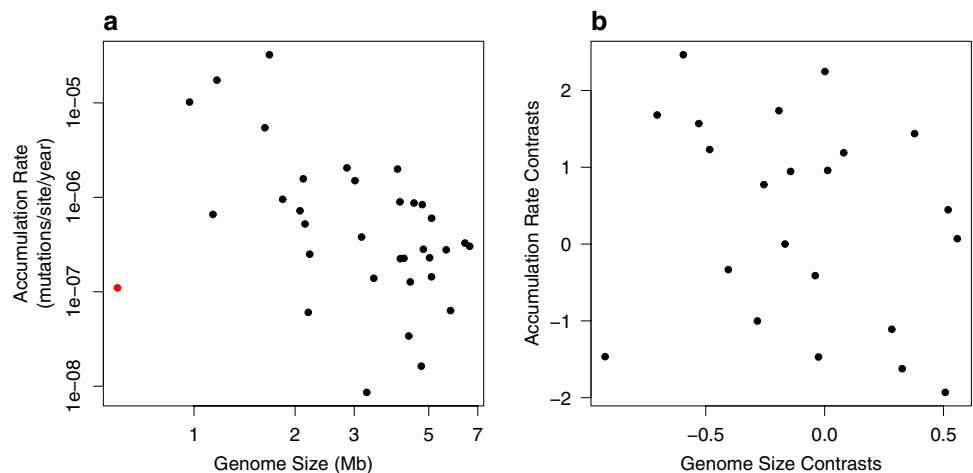 a
Accumulation Rate
(mutations/site/year)
1e−05
1e−06
1e−07
1e−08
1 2 3 5 7
Genome Size (Mb)
b
Accumulation Rate Contrasts
2
1
0
−1
−2
−0.5 0.0 0.5
Genome Size Contrasts